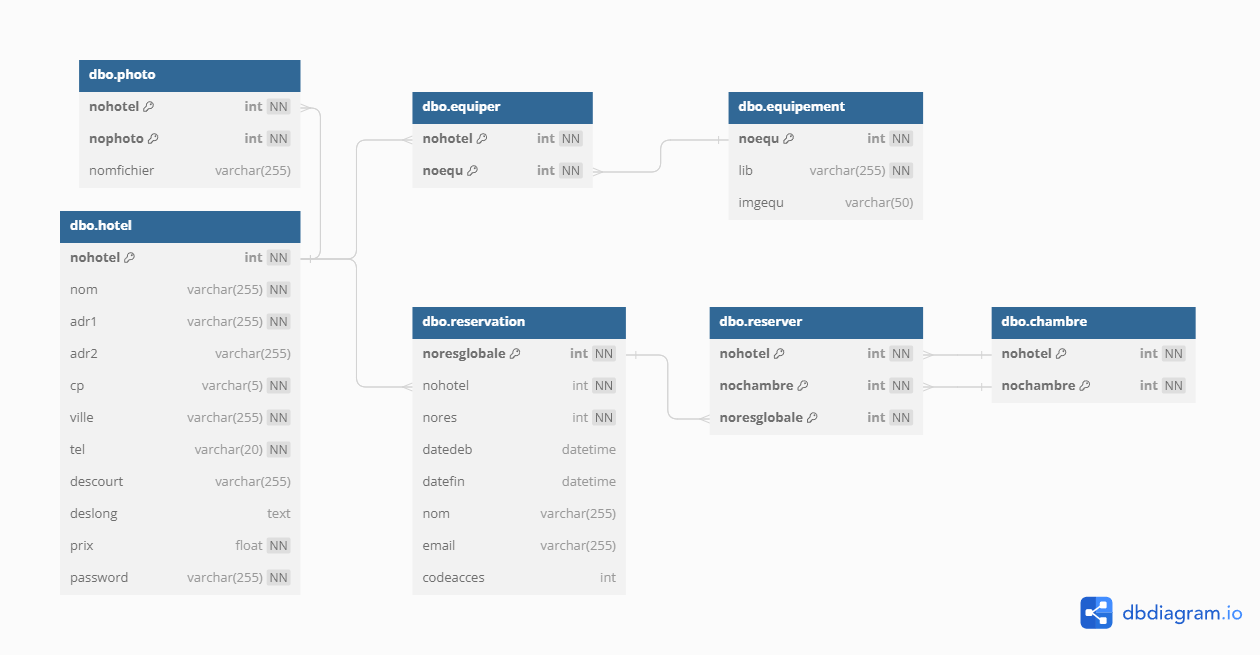 dbo.photo
nohotel int NN
nophoto int NN
nomfichier varchar(255)
dbo.hotel
nohotel int NN
nom varchar(255) NN
adr1 varchar(255) NN
adr2 varchar(255)
cp varchar(5) NN
ville varchar(255) NN
tel varchar(20) NN
descourt varchar(255)
deslong text
prix float NN
password varchar(255) NN
dbo.equiper
nohotel int NN
noequ int NN
dbo.equipement
noequ int NN
lib varchar(255) NN
imgequ varchar(50)
dbo.reservation
noresglobale int NN
nohotel int NN
nores int NN
datedeb datetime
datefin datetime
nom varchar(255)
email varchar(255)
codeacces int
dbo.reserver
nohotel int NN
nochambre int NN
noresglobale int NN
dbo.chambre
nohotel int NN
nochambre int NN
dbdiagram.io